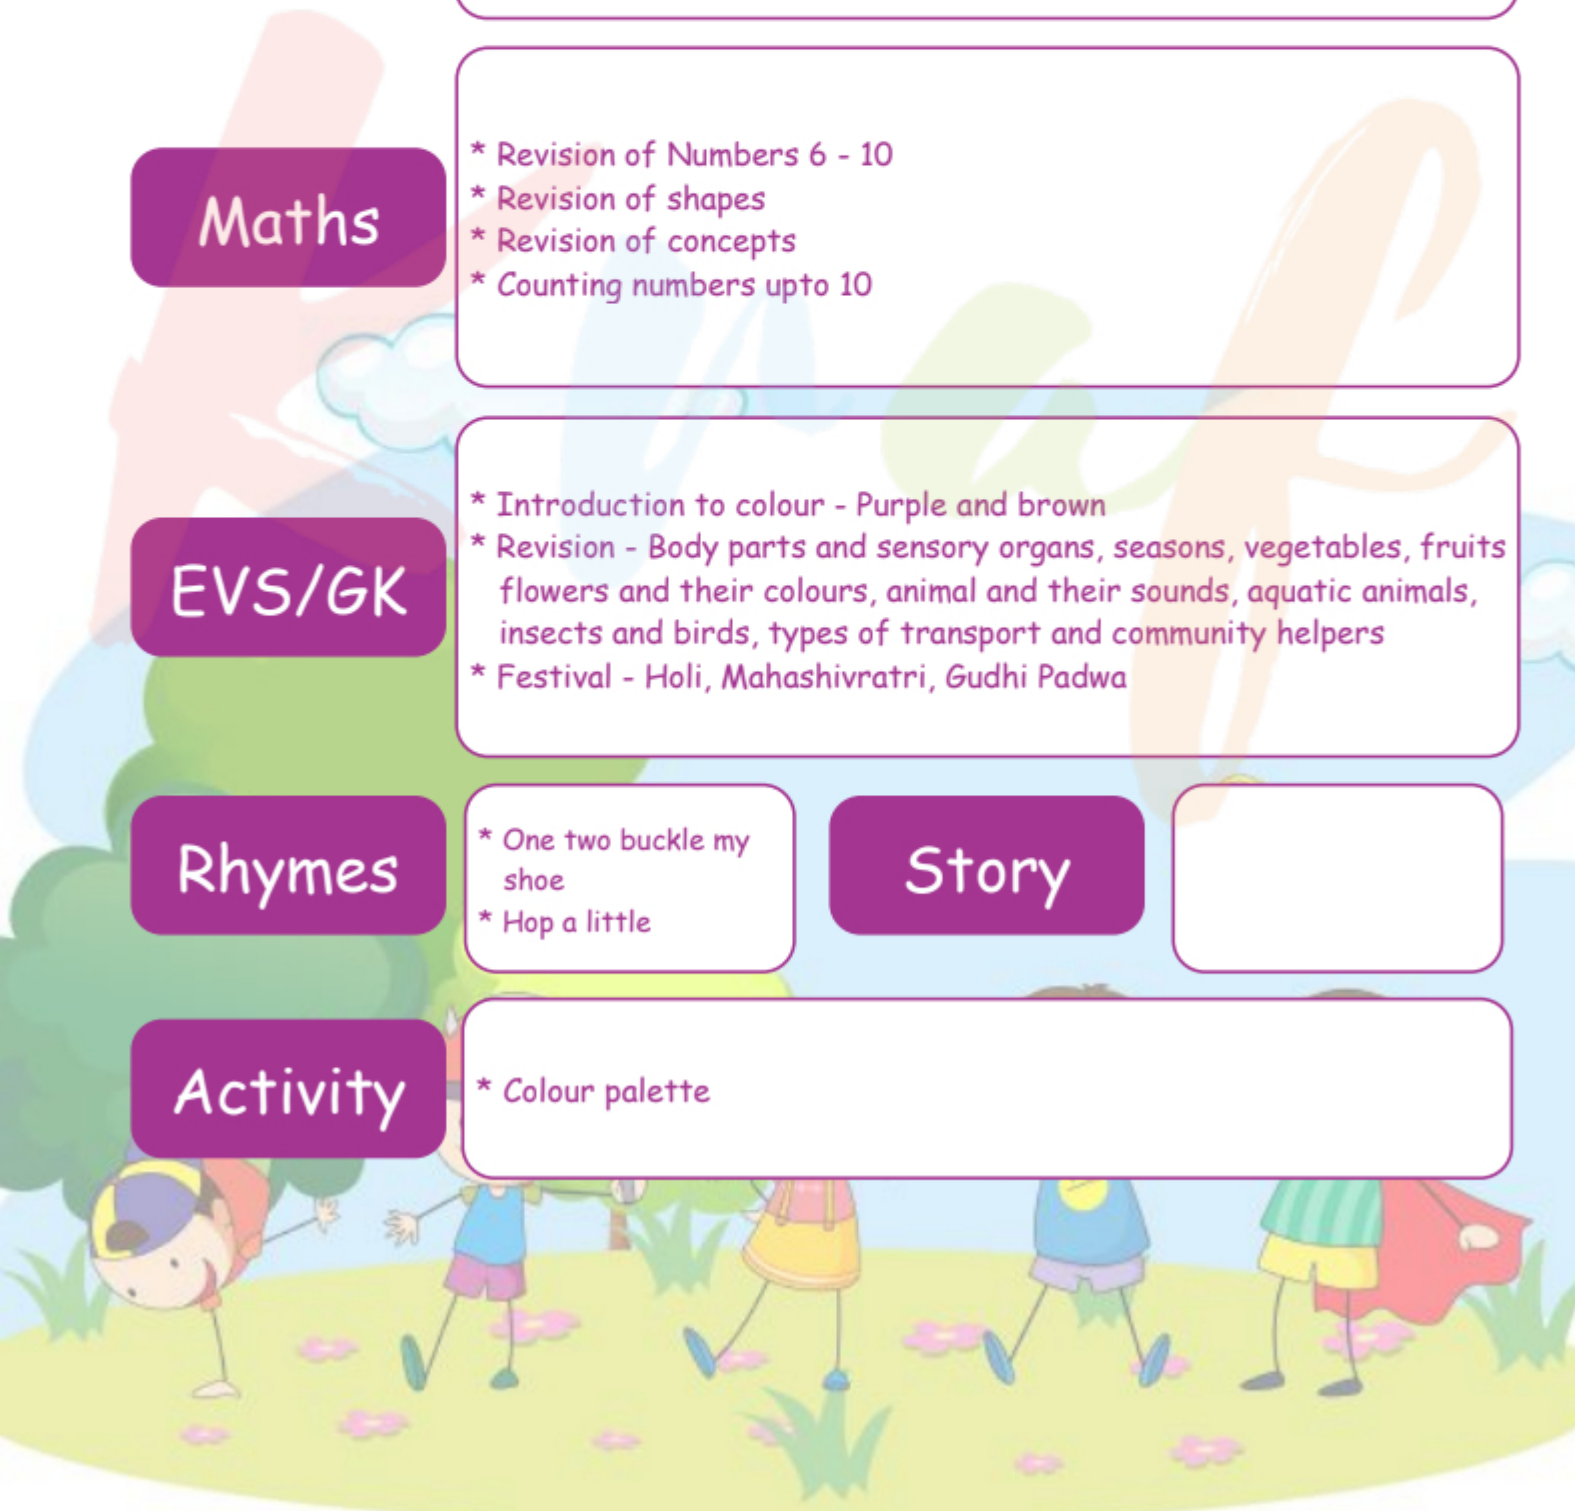 Maths
* Revision of Numbers 6 - 10
* Revision of shapes
* Revision of concepts
* Counting numbers upto 10
EVS/GK
* Introduction to colour - Purple and brown
* Revision - Body parts and sensory organs, seasons, vegetables, fruits
flowers and their colours, animal and their sounds, aquatic animals,
insects and birds, types of transport and community helpers
* Festival - Holi, Mahashivratri, Gudhi Padwa
Rhymes
* One two buckle my
shoe
* Hop a little
Story
Activity
* Colour palette